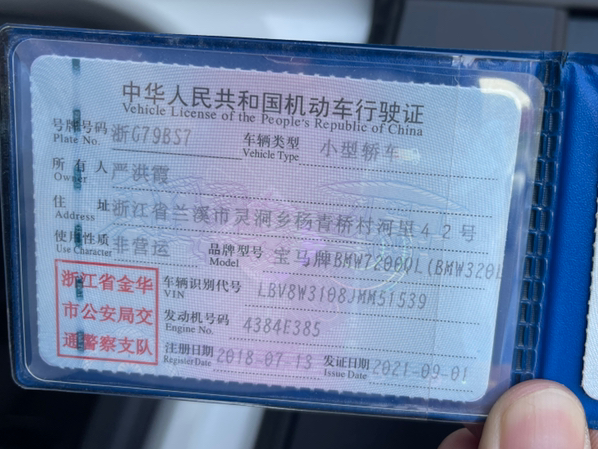 中华人民共和国机动车行驶证
Vehicle License of the People's Republic of China
号牌号码 浙G79BS7 车辆类型 小型轿车
Plate No. Vehicle Type
所有人 严洪霞
Owner
住址 浙江省兰溪市灵洞乡杨青桥村河里42号
Address
使用性质 非营运 品牌型号 宝马牌BMW7200QL(BMW320L
Use Character Model
浙江省金华
市公安局交
通警察支队
车辆识别代号 LBV8W3108JMM51539
VIN
发动机号码 4384E385
Engine No.
注册日期 2018-07-13 发证日期 2021-09-01
Register Date Issue Date